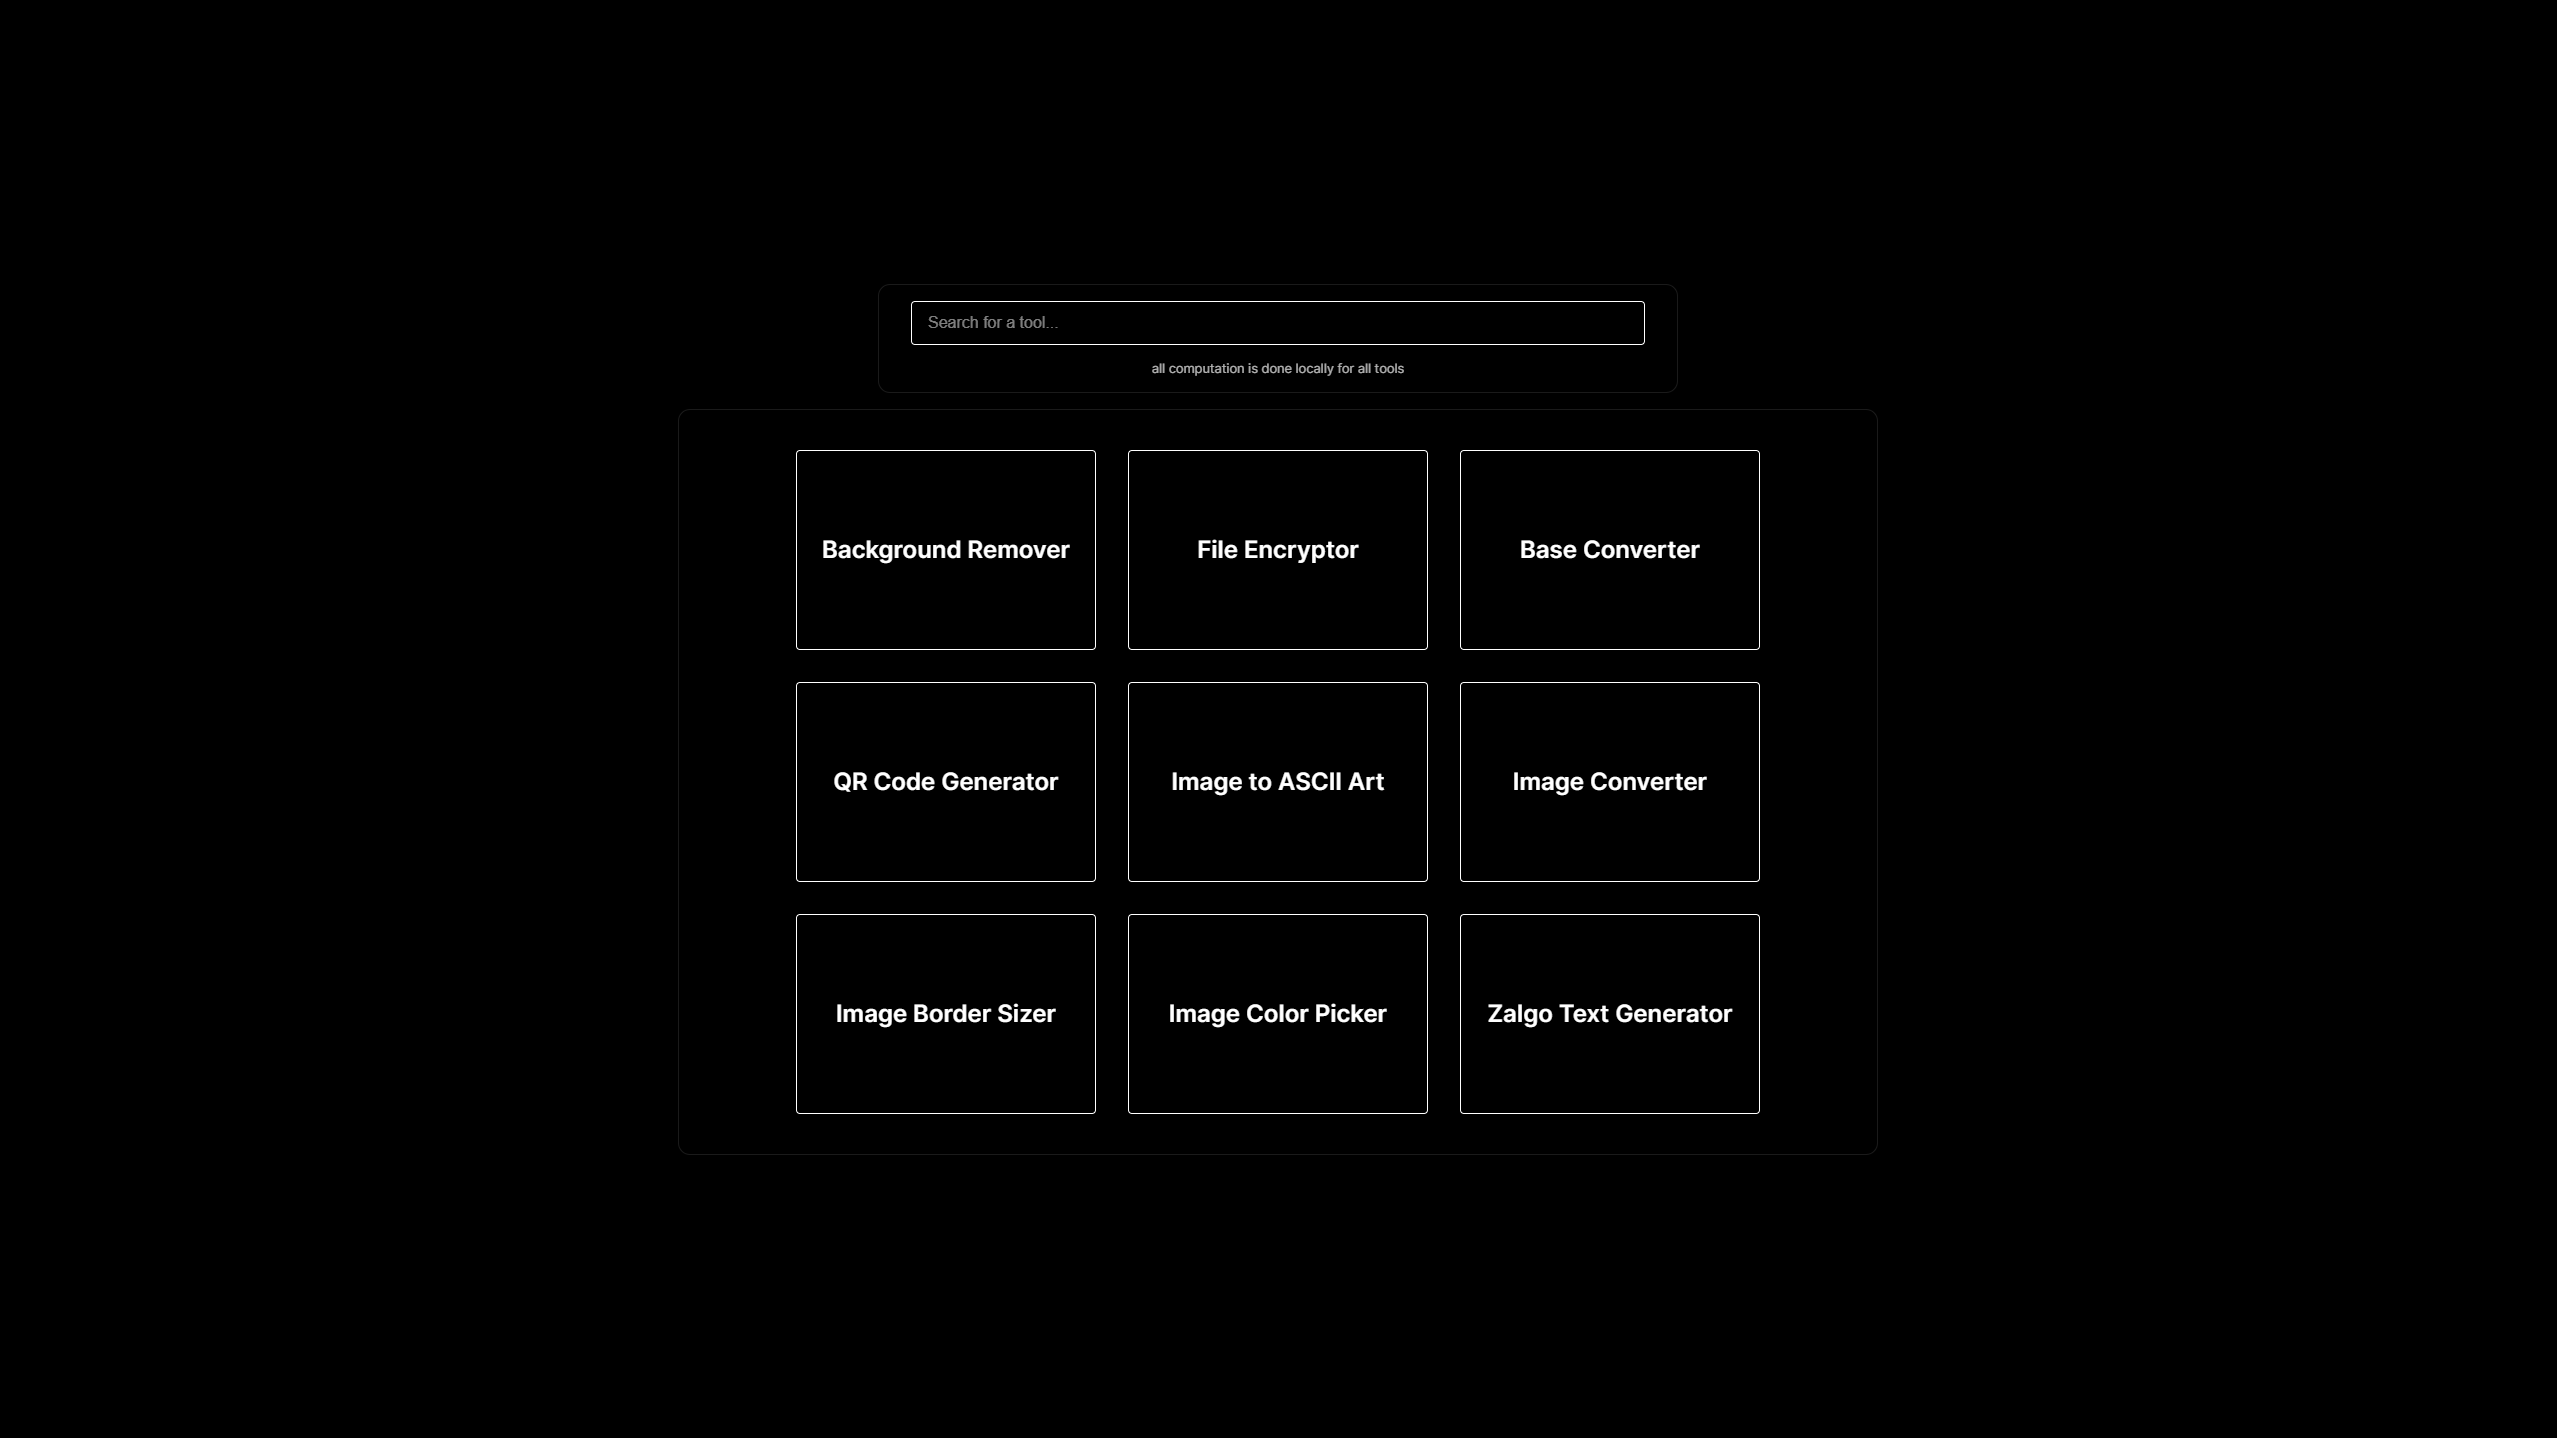 Search for a tool...
all computation is done locally for all tools
Background Remover
File Encryptor
Base Converter
QR Code Generator
Image to ASCII Art
Image Converter
Image Border Sizer
Image Color Picker
Zalgo Text Generator